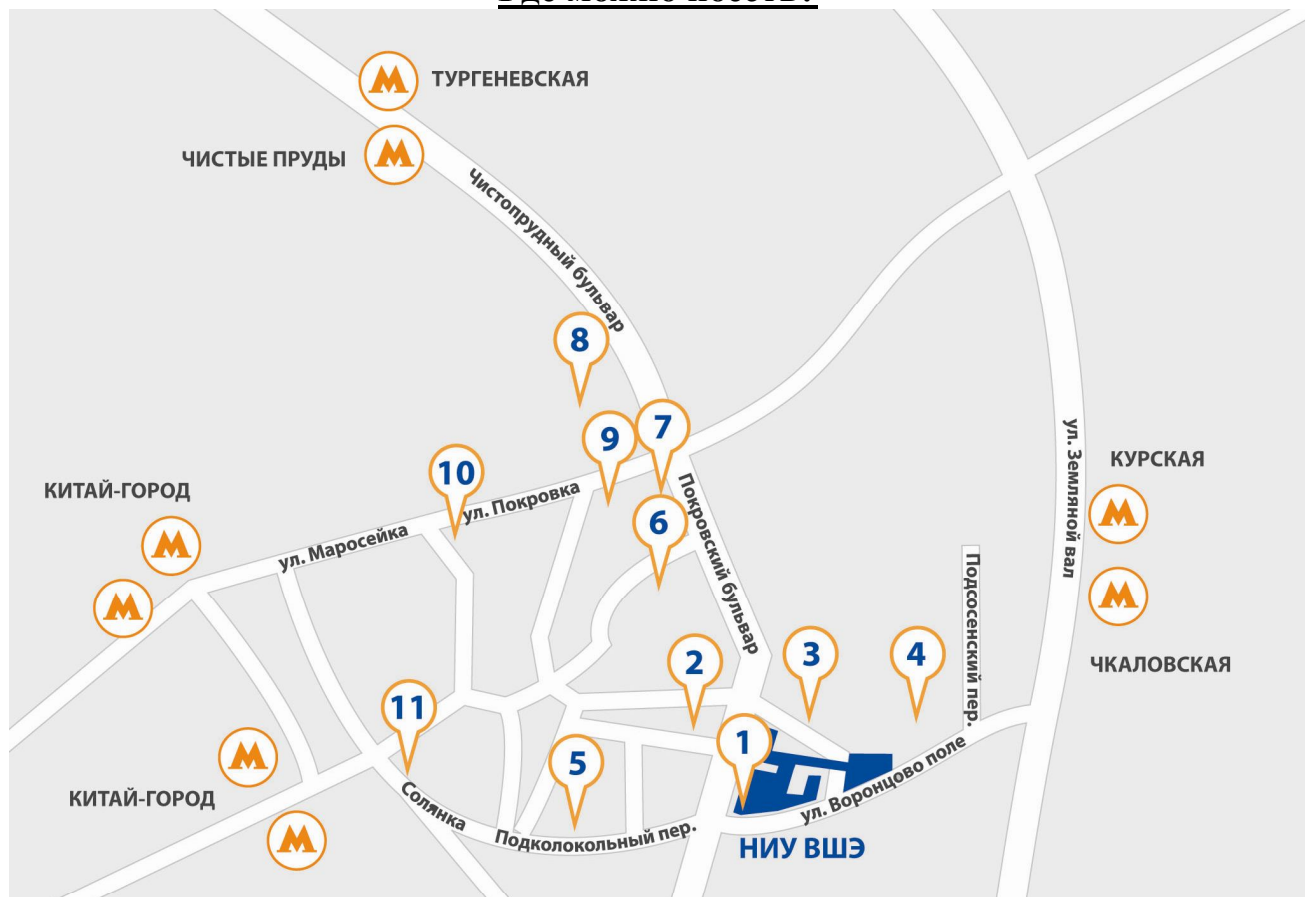 ТУРГЕНЕВСКАЯ
ЧИСТЫЕ ПРУДЫ
Чистопрудный бульвар
8
9
7
10
ул. Покровка
КИТАЙ-ГОРОД
ул. Маросейка
6
Покровский бульвар
ул. Земляной вал
КУРСКАЯ
Подсосенский пер.
ЧКАЛОВСКАЯ
2
3
4
11
1
5
КИТАЙ-ГОРОД
Солянка
Подколокольный пер.
ул. Воронцово поле
НИУ ВШЭ